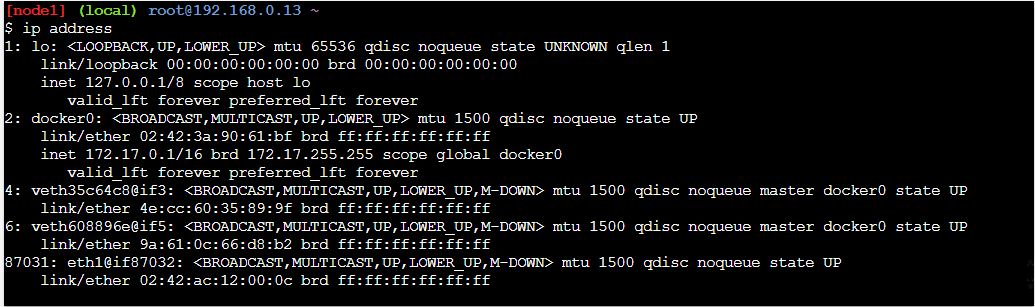 [node1] (local) root@192.168.0.13 ~
$ ip address
1: lo: <LOOPBACK,UP,LOWER_UP> mtu 65536 qdisc noqueue state UNKNOWN qlen 1
    link/loopback 00:00:00:00:00:00 brd 00:00:00:00:00:00
    inet 127.0.0.1/8 scope host lo
       valid_lft forever preferred_lft forever
2: docker0: <BROADCAST,MULTICAST,UP,LOWER_UP> mtu 1500 qdisc noqueue state UP
    link/ether 02:42:3a:90:61:bf brd ff:ff:ff:ff:ff:ff
    inet 172.17.0.1/16 brd 172.17.255.255 scope global docker0
       valid_lft forever preferred_lft forever
4: veth35c64c8@if3: <BROADCAST,MULTICAST,UP,LOWER_UP,M-DOWN> mtu 1500 qdisc noqueue master docker0 state UP
    link/ether 4e:cc:60:35:89:9f brd ff:ff:ff:ff:ff:ff
6: veth608896e@if5: <BROADCAST,MULTICAST,UP,LOWER_UP,M-DOWN> mtu 1500 qdisc noqueue master docker0 state UP
    link/ether 9a:61:0c:66:d8:b2 brd ff:ff:ff:ff:ff:ff
87031: eth1@if87032: <BROADCAST,MULTICAST,UP,LOWER_UP,M-DOWN> mtu 1500 qdisc noqueue state UP
    link/ether 02:42:ac:12:00:0c brd ff:ff:ff:ff:ff:ff